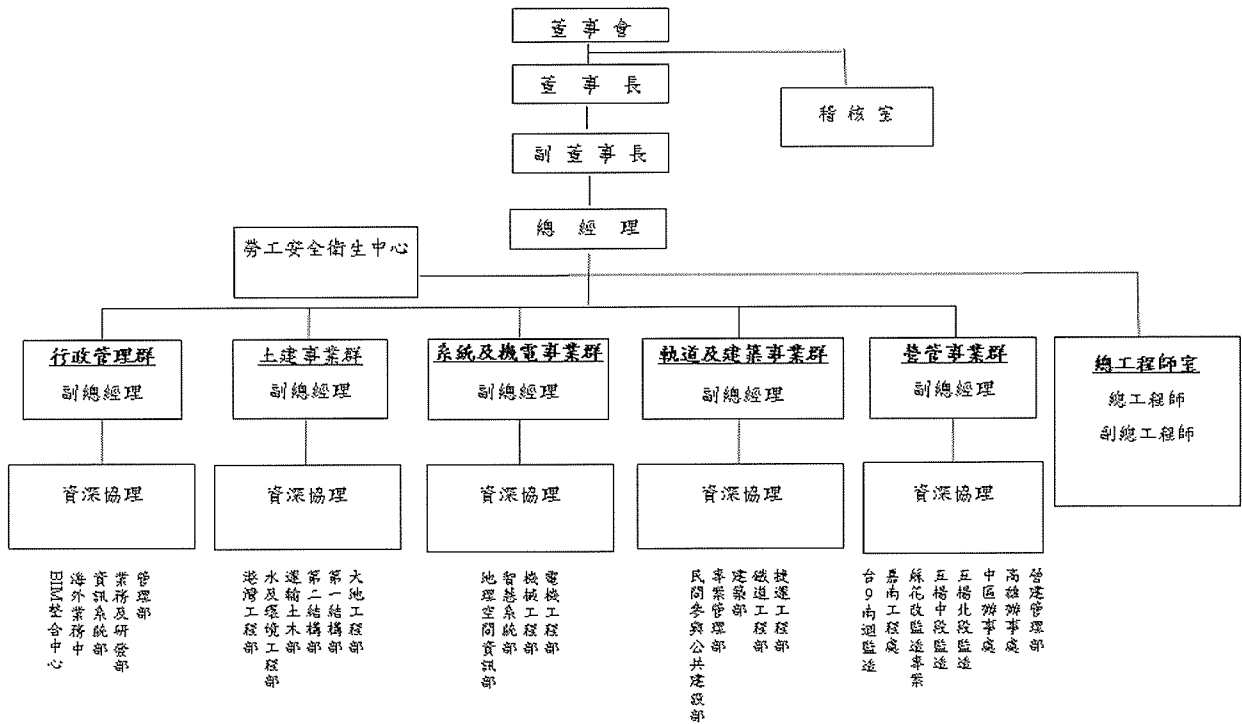 董事會
董事長
稽核室
副董事長
總經理
勞工安全衛生中心
行政管理群
副總經理
土建事業群
副總經理
系統及機電事業群
副總經理
軌道及建築事業群
副總經理
營管事業群
副總經理
總工程師室
總工程師
副總工程師
資深協理
資深協理
資深協理
資深協理
資深協理
管理部
業務及研發部
資訊系統部
海外業務中
BIM整合中心
大地工程部
第一結構部
第二結構部
運輸土木部
水及環境工程部
港灣工程部
電機工程部
機械工程部
智慧系統部
地理空間資訊部
捷運工程部
鐵道工程部
建築部
專案管理部
民間參與公共建設部
營建管理部
高雄辦事處
中區辦事處
五楊北段監造
五楊中段監造
蘇花改監造專案
嘉南工程處
台9南迴監造